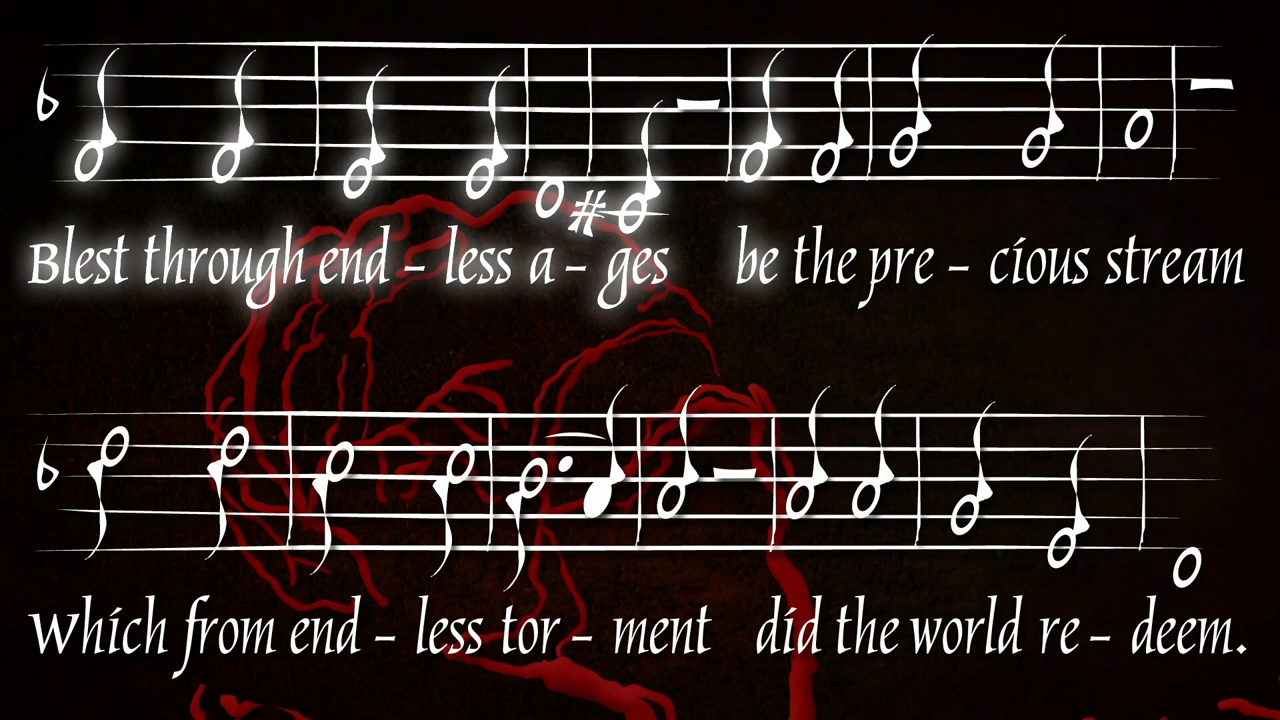 Blest through end – less a – ges be the pre – cious stream
Which from end – less tor – ment did the world re – deem.